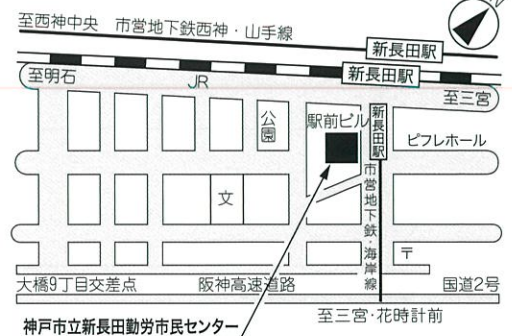 至西神中央 市営地下鉄西神・山手線
新長田駅
新長田駅
至明石
JR
至三宮
公園
駅前ビル
新長田駅
ピフレホール
文
市営地下鉄・海岸線
〒
大橋9丁目交差点
阪神高速道路
国道2号
神戸市立新長田勤労市民センター
至三宮・花時計前